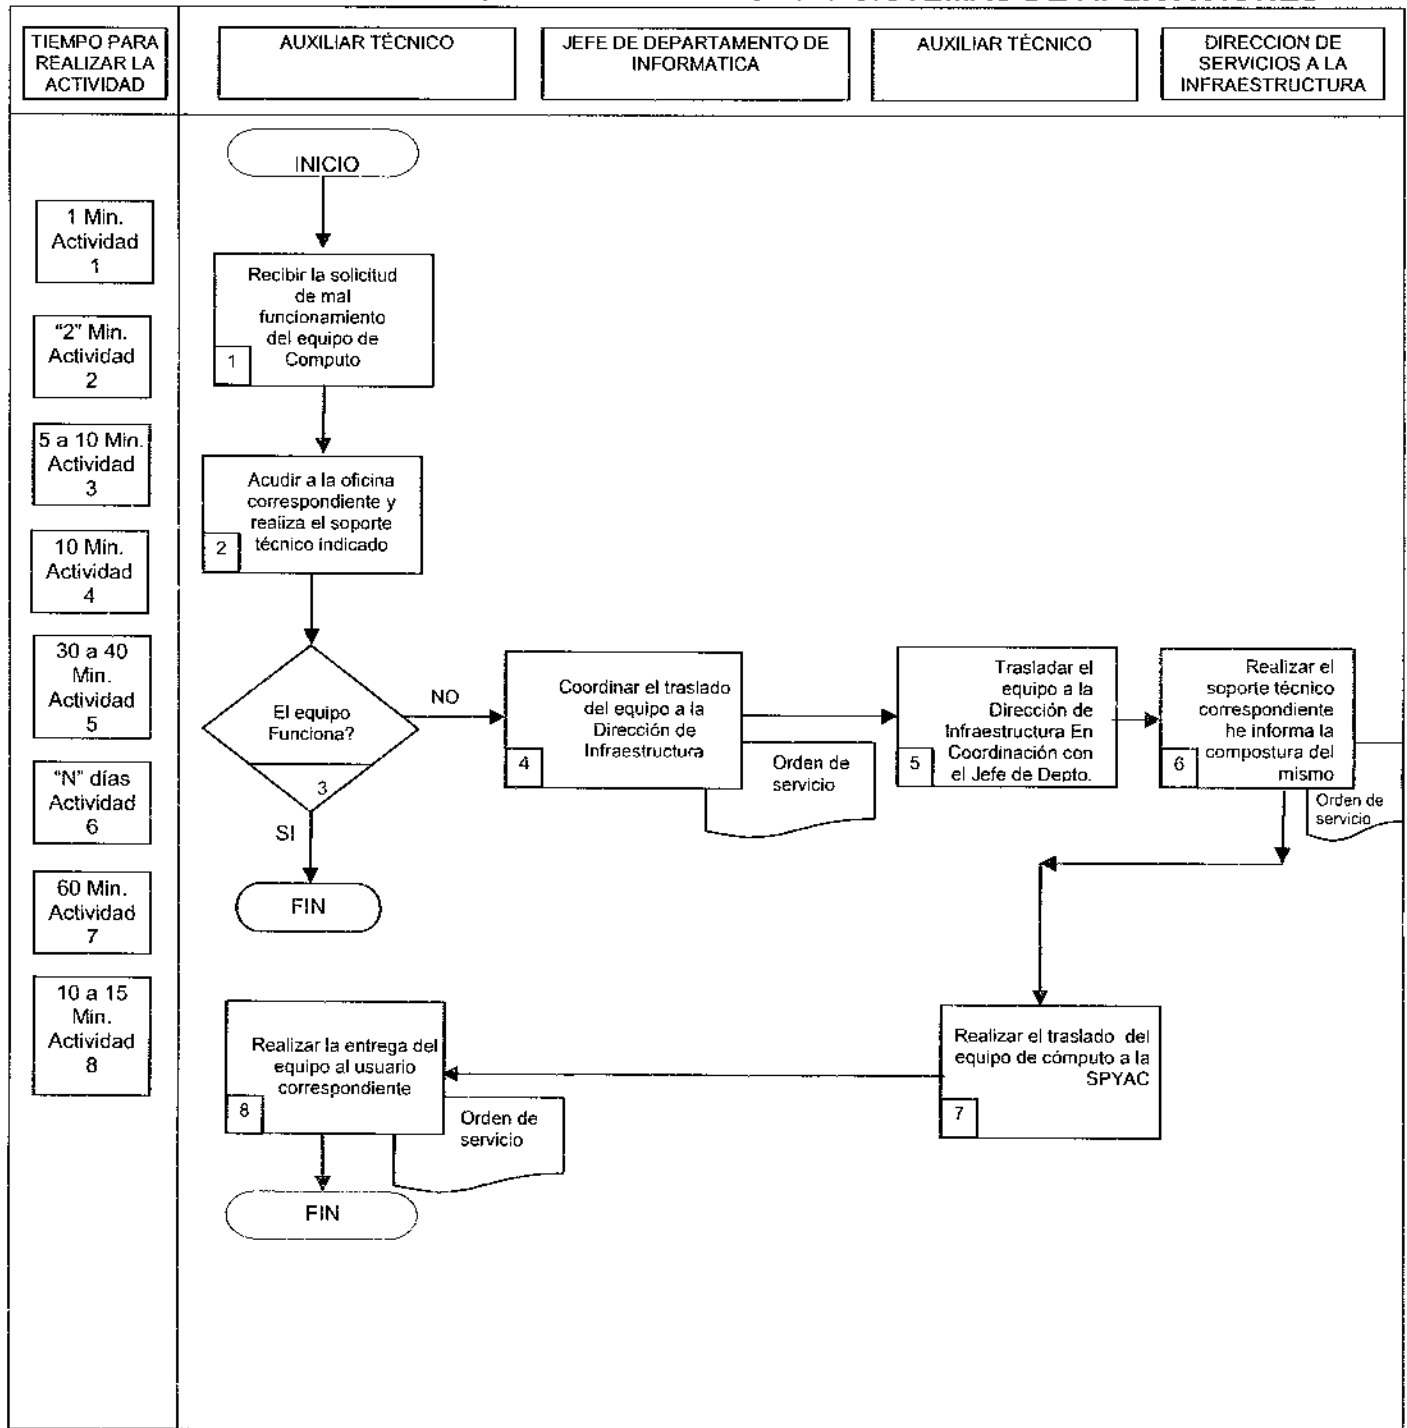 TIEMPO PARA
REALIZAR LA
ACTIVIDAD
AUXILIAR TÉCNICO
JEFE DE DEPARTAMENTO DE
INFORMATICA
AUXILIAR TÉCNICO
DIRECCION DE
SERVICIOS A LA
INFRAESTRUCTURA
1 Min.
Actividad
1
"2" Min.
Actividad
2
5 a 10 Min.
Actividad
3
10 Min.
Actividad
4
30 a 40
Min.
Actividad
5
"N" días
Actividad
6
60 Min.
Actividad
7
10 a 15
Min.
Actividad
8
INICIO
Recibir la solicitud
de mal
funcionamiento
del equipo de
Computo
1
Acudir a la oficina
correspondiente y
realiza el soporte
técnico indicado
2
El equipo
Funciona?
3
NO
SI
FIN
Coordinar el traslado
del equipo a la
Dirección de
Infraestructura
4
Orden de
servicio
Trasladar el
equipo a la
Dirección de
Infraestructura En
Coordinación con
el Jefe de Depto.
5
Realizar el
soporte técnico
correspondiente
he informa la
compostura del
mismo
6
Orden de
servicio
Realizar el traslado del
equipo de cómputo a la
SPYAC
7
Realizar la entrega del
equipo al usuario
correspondiente
8
Orden de
servicio
FIN